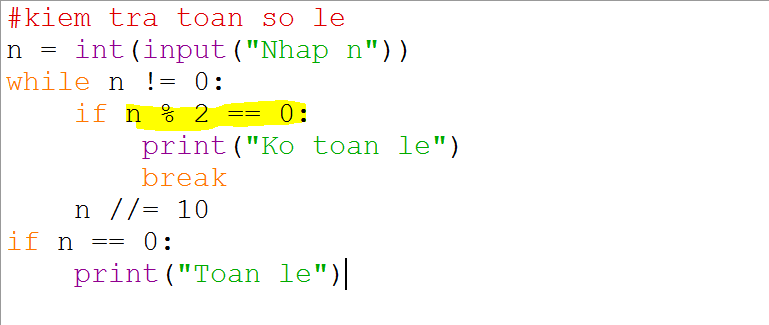 #kiem tra toan so le
n = int(input("Nhap n"))
while n != 0:
    if n % 2 == 0:
        print("Ko toan le")
        break
    n //= 10
if n == 0:
    print("Toan le")